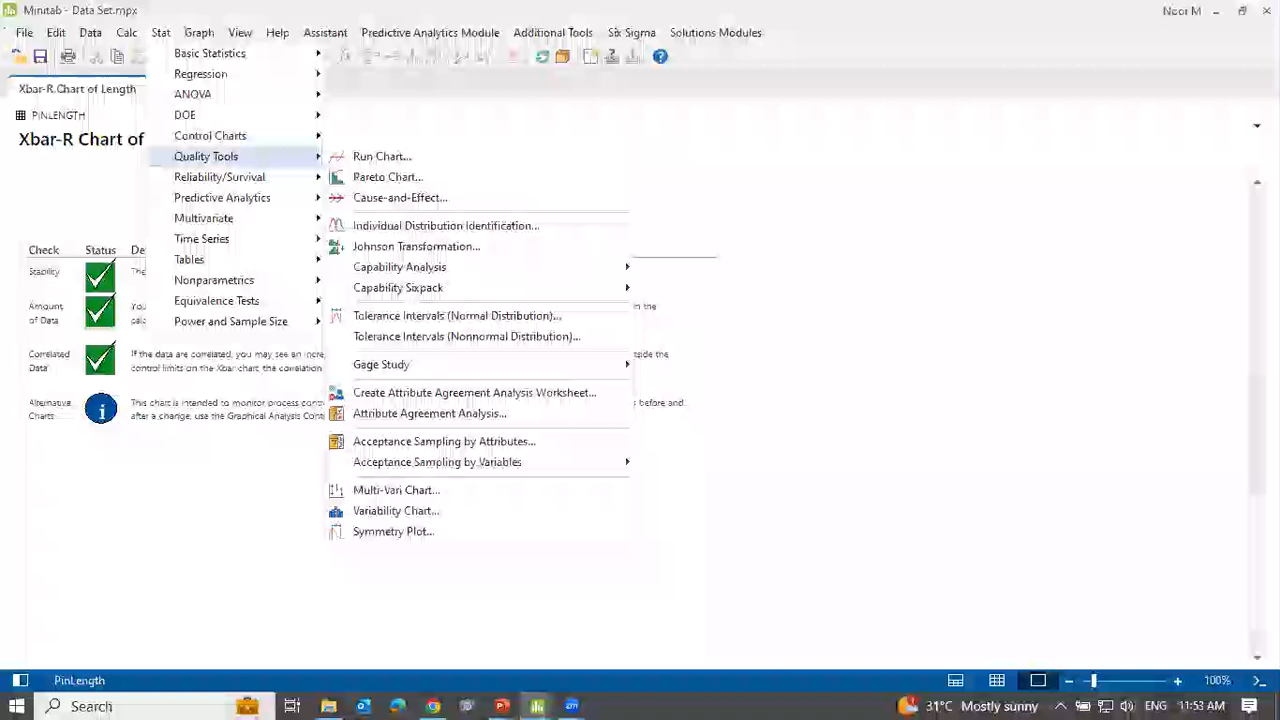 Minitab - Data Set.mpx
Noor M
File Edit Data Calc Stat Graph View Help Assistant Predictive Analytics Module Additional Tools Six Sigma Solutions Modules
Xbar-R Chart of Length
PINLENGTH
Xbar-R Chart of
Basic Statistics
Regression
ANOVA
DOE
Control Charts
Quality Tools
Reliability/Survival
Predictive Analytics
Multivariate
Time Series
Tables
Nonparametrics
Equivalence Tests
Power and Sample Size
Run Chart...
Pareto Chart...
Cause-and-Effect...
Individual Distribution Identification...
Johnson Transformation...
Capability Analysis
Capability Sixpack
Tolerance Intervals (Normal Distribution)...
Tolerance Intervals (Nonnormal Distribution)...
Gage Study
Create Attribute Agreement Analysis Worksheet...
Attribute Agreement Analysis...
Acceptance Sampling by Attributes...
Acceptance Sampling by Variables
Multi-Vari Chart...
Variability Chart...
Symmetry Plot...
Check Status
Stability The
Amount of Data in the
Correlated Data If the data are correlated, you may see an
control limits on the Xbar chart, the correlation
Alternative Charts This chart is intended to monitor process before and
after a change, use the Graphical Analysis
PinLength
100%
Search
31°C Mostly sunny
ENG 11:53 AM